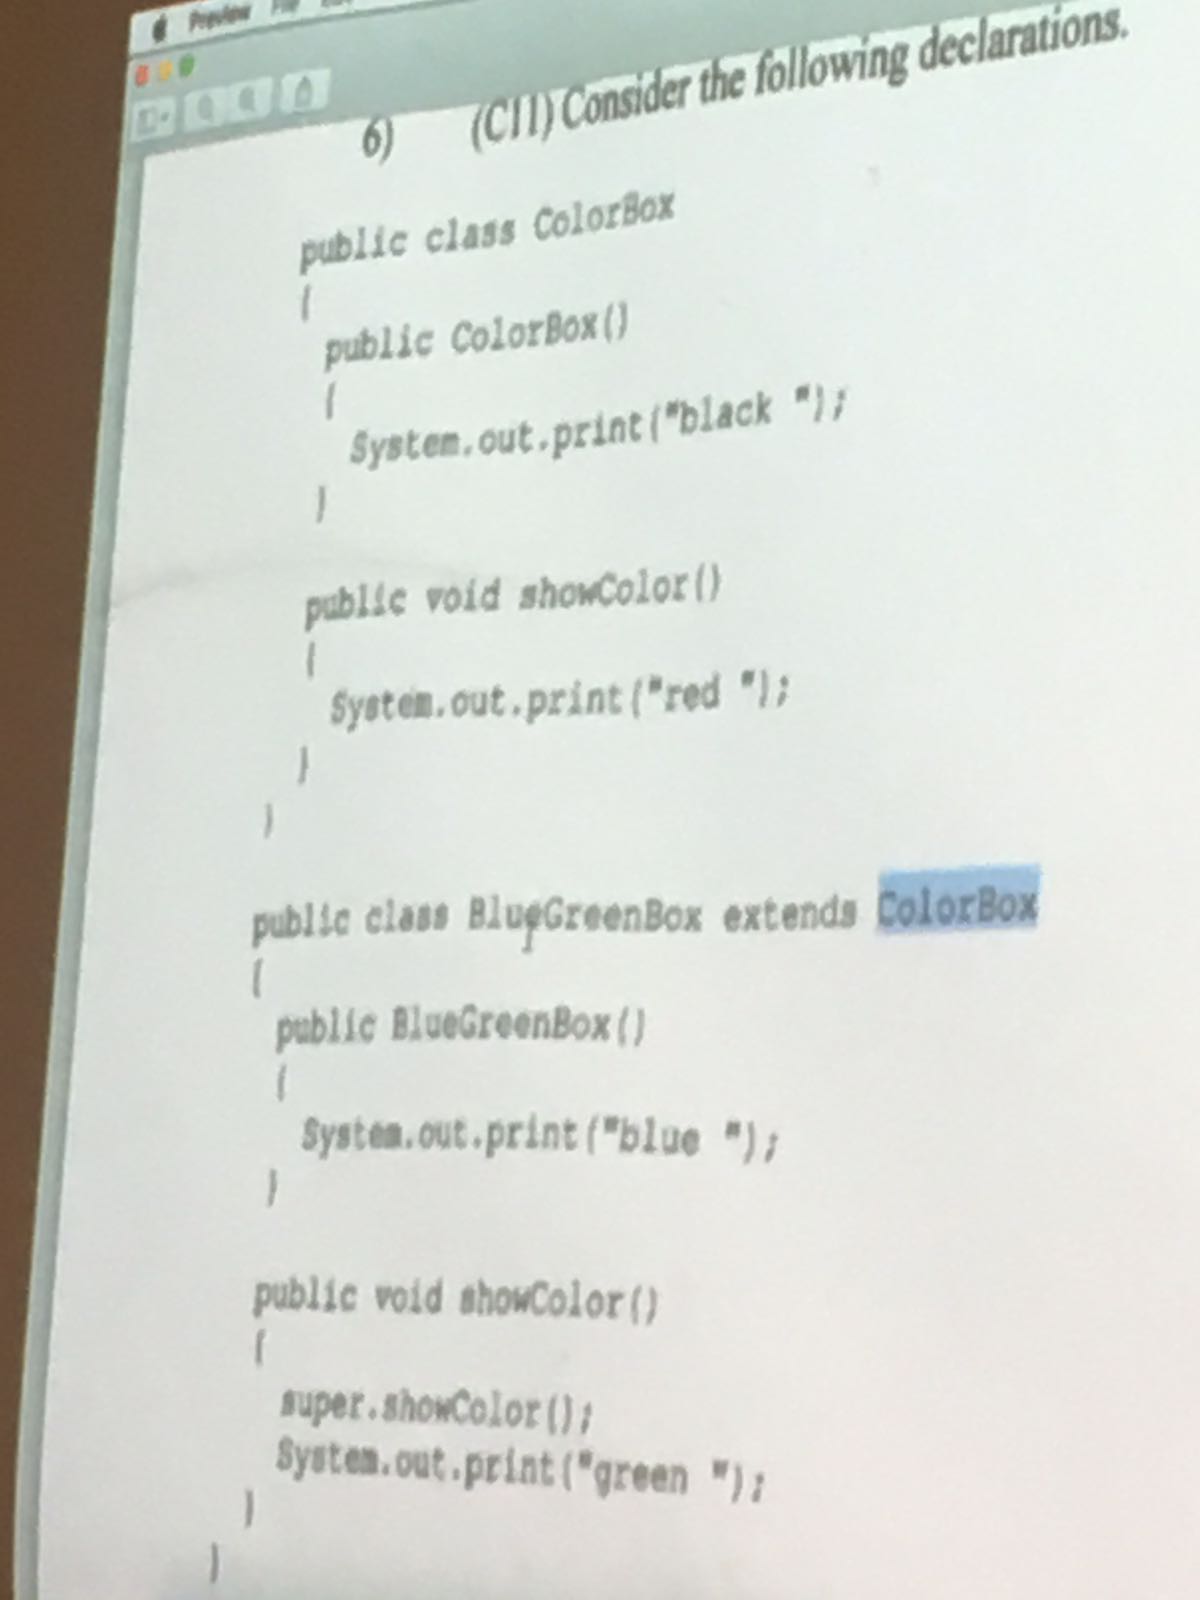 Preview File
6) (C11) Consider the following declarations.
public class ColorBox
{
public ColorBox()
{
System.out.print("black ");
}
public void showColor()
{
System.out.print("red ");
}
}
public class BlueGreenBox extends ColorBox
{
public BlueGreenBox()
{
System.out.print("blue ");
}
public void showColor()
{
super.showColor();
System.out.print("green ");
}
}